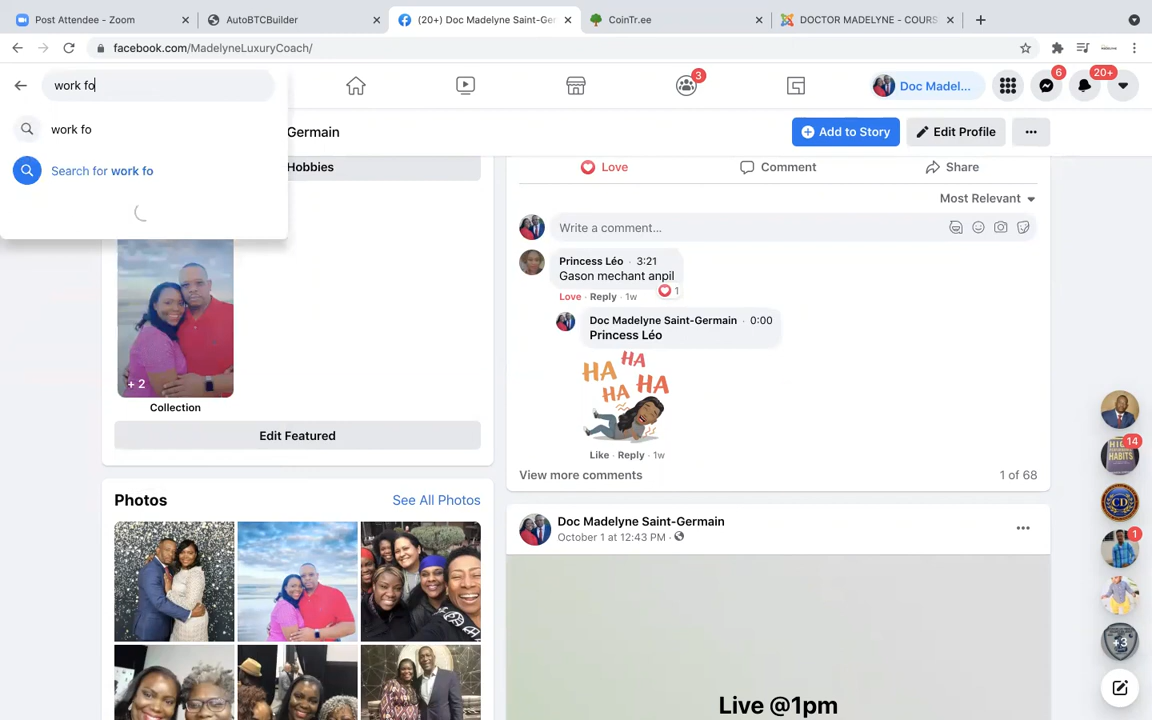 Post Attendee - Zoom
AutoBTCBuilder
(20+) Doc Madelyne Saint-Ger
CoinTr.ee
DOCTOR MADELYNE - COURS
facebook.com/MadelyneLuxuryCoach/
work fo
3
Doc Madel...
6
20+
work fo
Search for work fo
Germain
Add to Story
Edit Profile
Hobbies
Love
Comment
Share
Most Relevant
Write a comment...
Princess Léo · 3:21
Gason mechant anpil
Love · Reply · 1w
1
Doc Madelyne Saint-Germain · 0:00
Princess Léo
HA HA
HA HA
Like · Reply · 1w
View more comments
1 of 68
+ 2
Collection
Edit Featured
Photos
See All Photos
Doc Madelyne Saint-Germain
October 1 at 12:43 PM ·
Live @1pm
14
HABITS
CD
1
+3